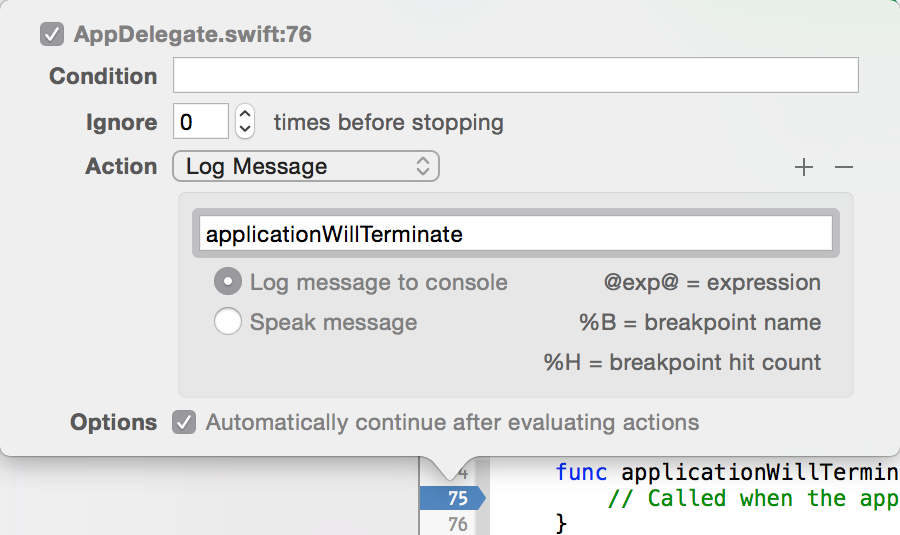 AppDelegate.swift:76
Condition
Ignore 0 times before stopping
Action Log Message
applicationWillTerminate
Log message to console @exp@ = expression
Speak message %B = breakpoint name
%H = breakpoint hit count
Options Automatically continue after evaluating actions
func applicationWillTermin
75 // Called when the app
76 }